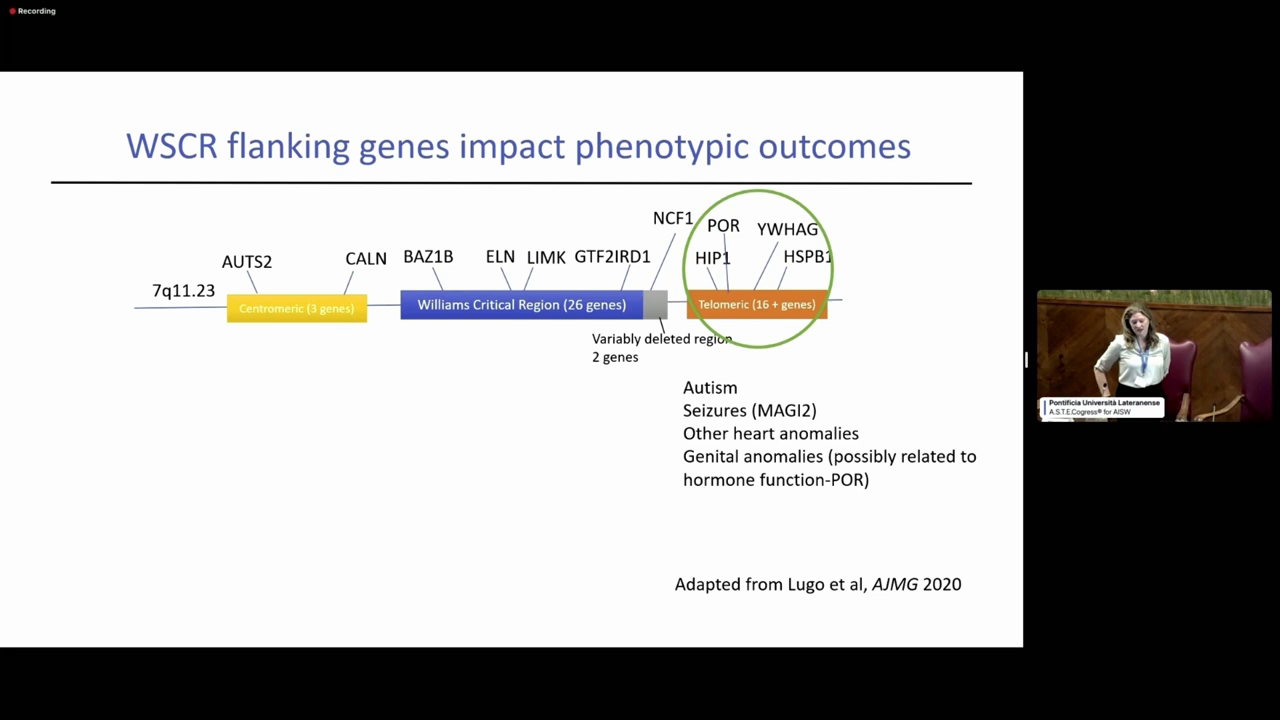 Recording
WSCR flanking genes impact phenotypic outcomes
NCF1
POR
YWHAG
AUTS2
CALN
BAZ1B
ELN
LIMK
GTF2IRD1
HIP1
HSPB1
7q11.23
Centromeric (3 genes)
Williams Critical Region (26 genes)
Telomeric (16 + genes)
Variably deleted region
2 genes
Autism
Seizures (MAGI2)
Other heart anomalies
Genital anomalies (possibly related to
hormone function-POR)
Adapted from Lugo et al, AJMG 2020
Pontificia Università Lateranense
A.S.T.E.Cogress® for AISW